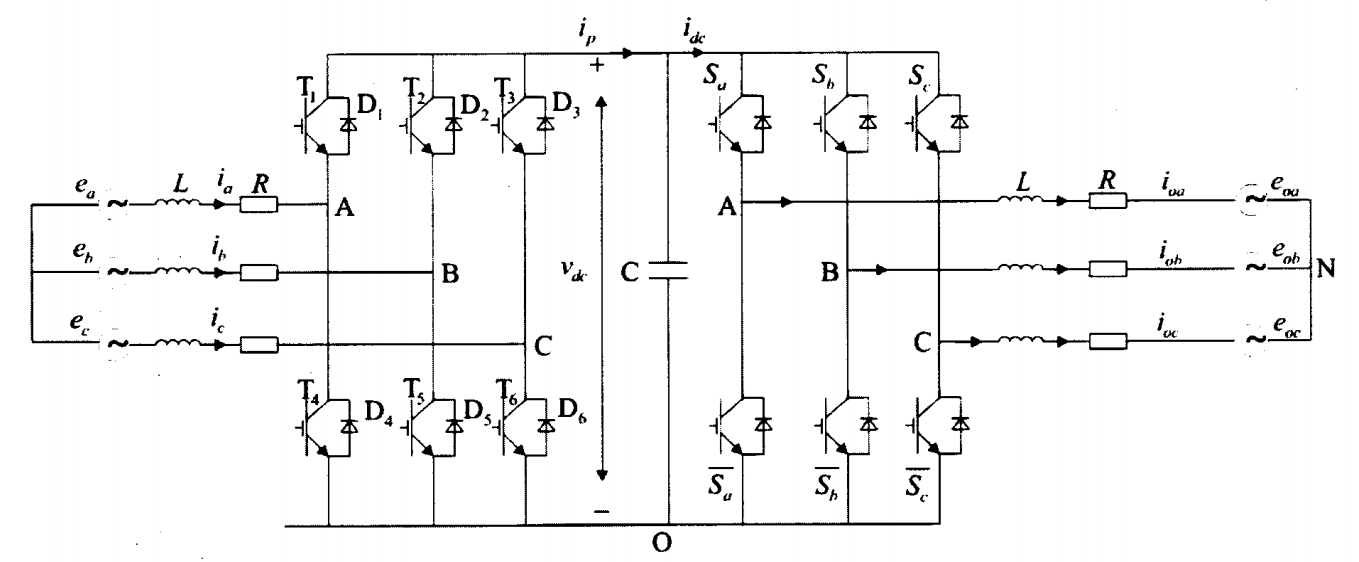 i_p i_dc
+
S_a S_b S_c
T_1 D_1 T_2 D_2 T_3 D_3
e_a ~ L i_a R A
A L R i_oa ~ e_oa
e_b ~ i_b B
v_dc C
B i_ob ~ e_ob N
e_c ~ i_c C
C i_oc ~ e_oc
T_4 D_4 T_5 D_5 T_6 D_6
S̅_a S̅_b S̅_c
−
O